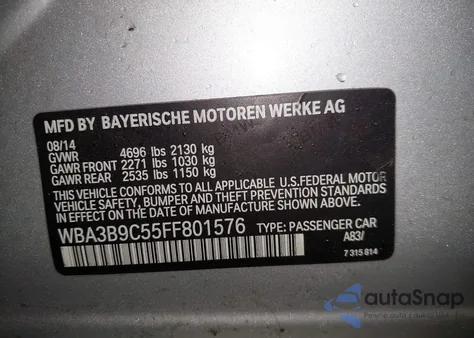 MFD BY BAYERISCHE MOTOREN WERKE AG
08/14
GVWR 4696 lbs 2130 kg
GAWR FRONT 2271 lbs 1030 kg
GAWR REAR 2535 lbs 1150 kg
THIS VEHICLE CONFORMS TO ALL APPLICABLE U.S. FEDERAL MOTOR
VEHICLE SAFETY, BUMPER AND THEFT PREVENTION STANDARDS
IN EFFECT ON THE DATE OF MANUFACTURE SHOWN ABOVE.
WBA3B9C55FF801576 TYPE: PASSENGER CAR
A83/
7 315 814
autoSnap